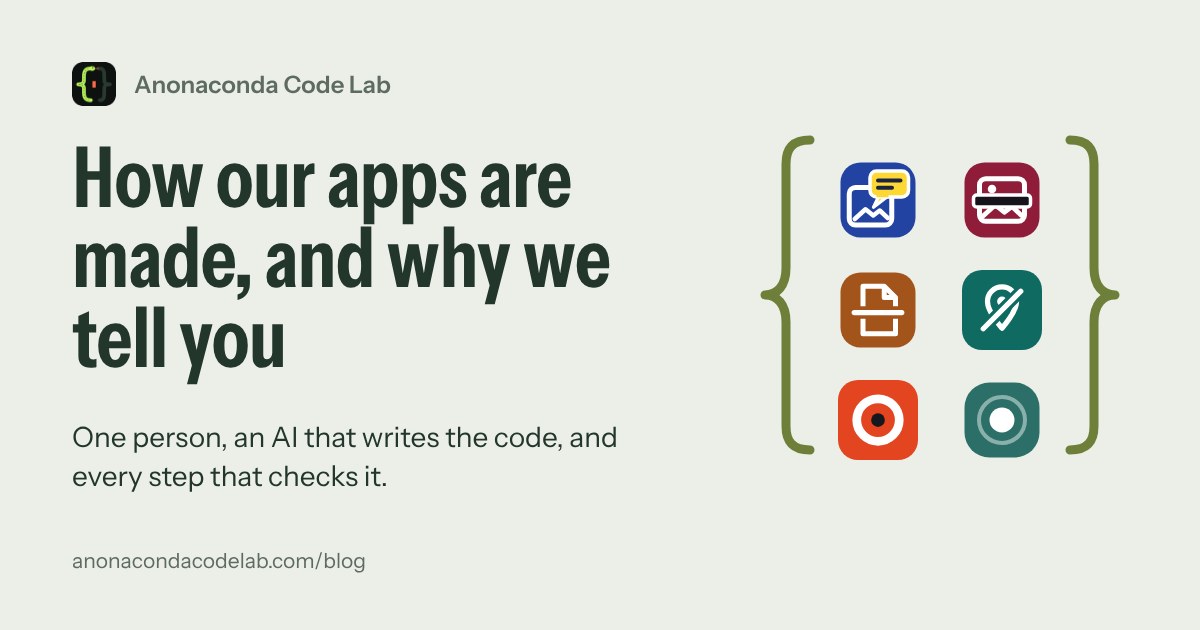 Anonaconda Code Lab
How our apps are
made, and why we
tell you
One person, an AI that writes the code, and
every step that checks it.
anonacondacodelab.com/blog